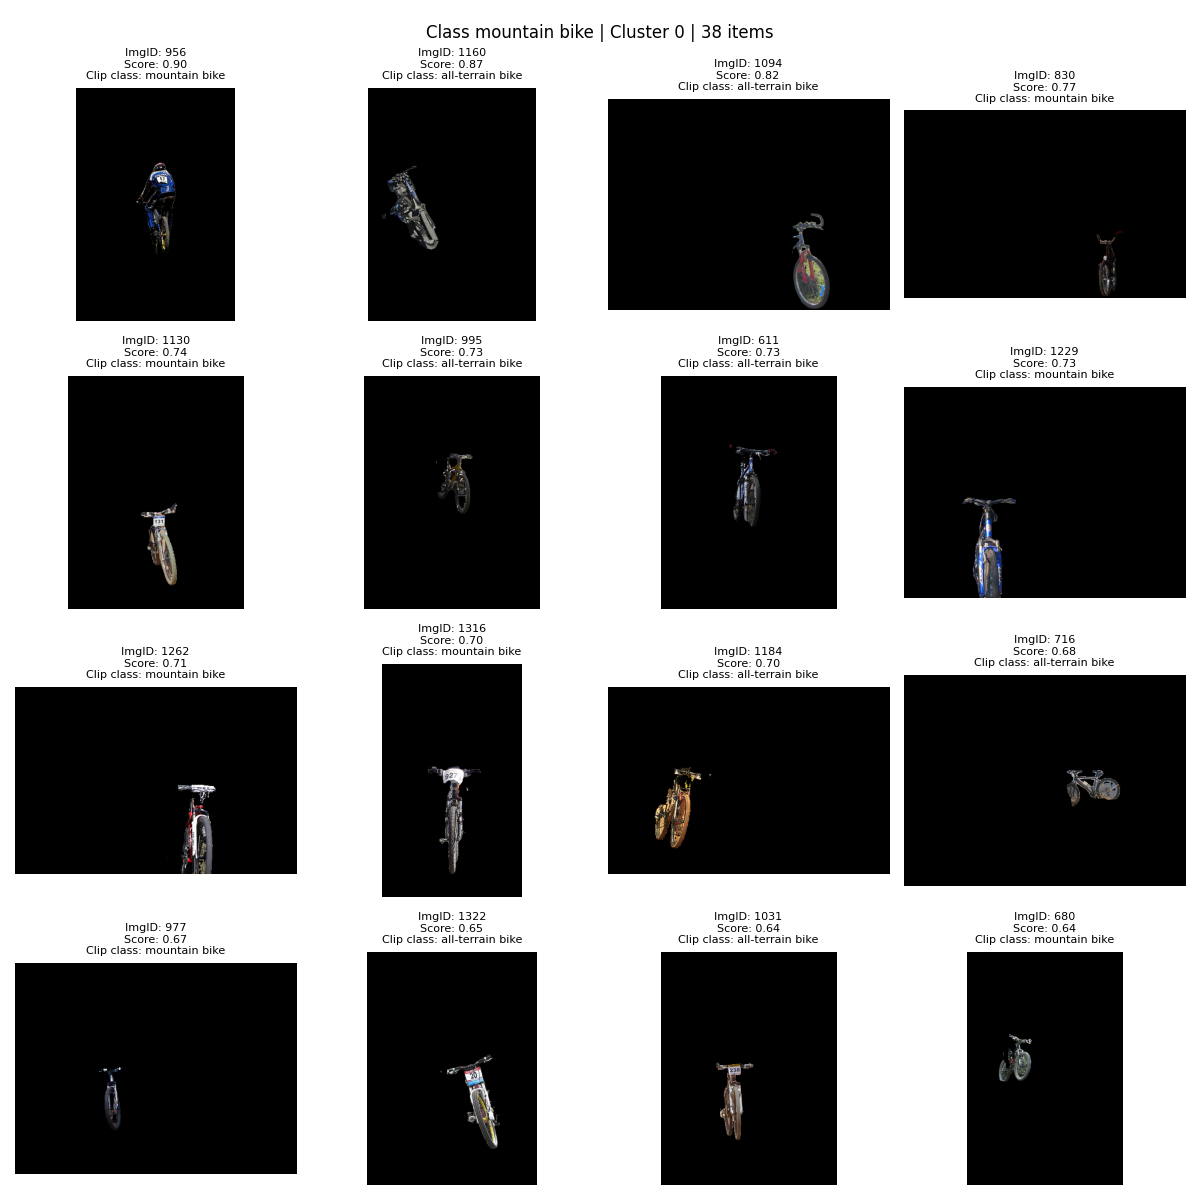 Class mountain bike | Cluster 0 | 38 items
ImgID: 956
Score: 0.90
Clip class: mountain bike
ImgID: 1160
Score: 0.87
Clip class: all-terrain bike
ImgID: 1094
Score: 0.82
Clip class: all-terrain bike
ImgID: 830
Score: 0.77
Clip class: mountain bike
ImgID: 1130
Score: 0.74
Clip class: mountain bike
131
ImgID: 995
Score: 0.73
Clip class: all-terrain bike
ImgID: 611
Score: 0.73
Clip class: all-terrain bike
ImgID: 1229
Score: 0.73
Clip class: mountain bike
ImgID: 1262
Score: 0.71
Clip class: mountain bike
ImgID: 1316
Score: 0.70
Clip class: mountain bike
ImgID: 1184
Score: 0.70
Clip class: all-terrain bike
ImgID: 716
Score: 0.68
Clip class: all-terrain bike
ImgID: 977
Score: 0.67
Clip class: mountain bike
ImgID: 1322
Score: 0.65
Clip class: all-terrain bike
20
ImgID: 1031
Score: 0.64
Clip class: all-terrain bike
238
ImgID: 680
Score: 0.64
Clip class: mountain bike